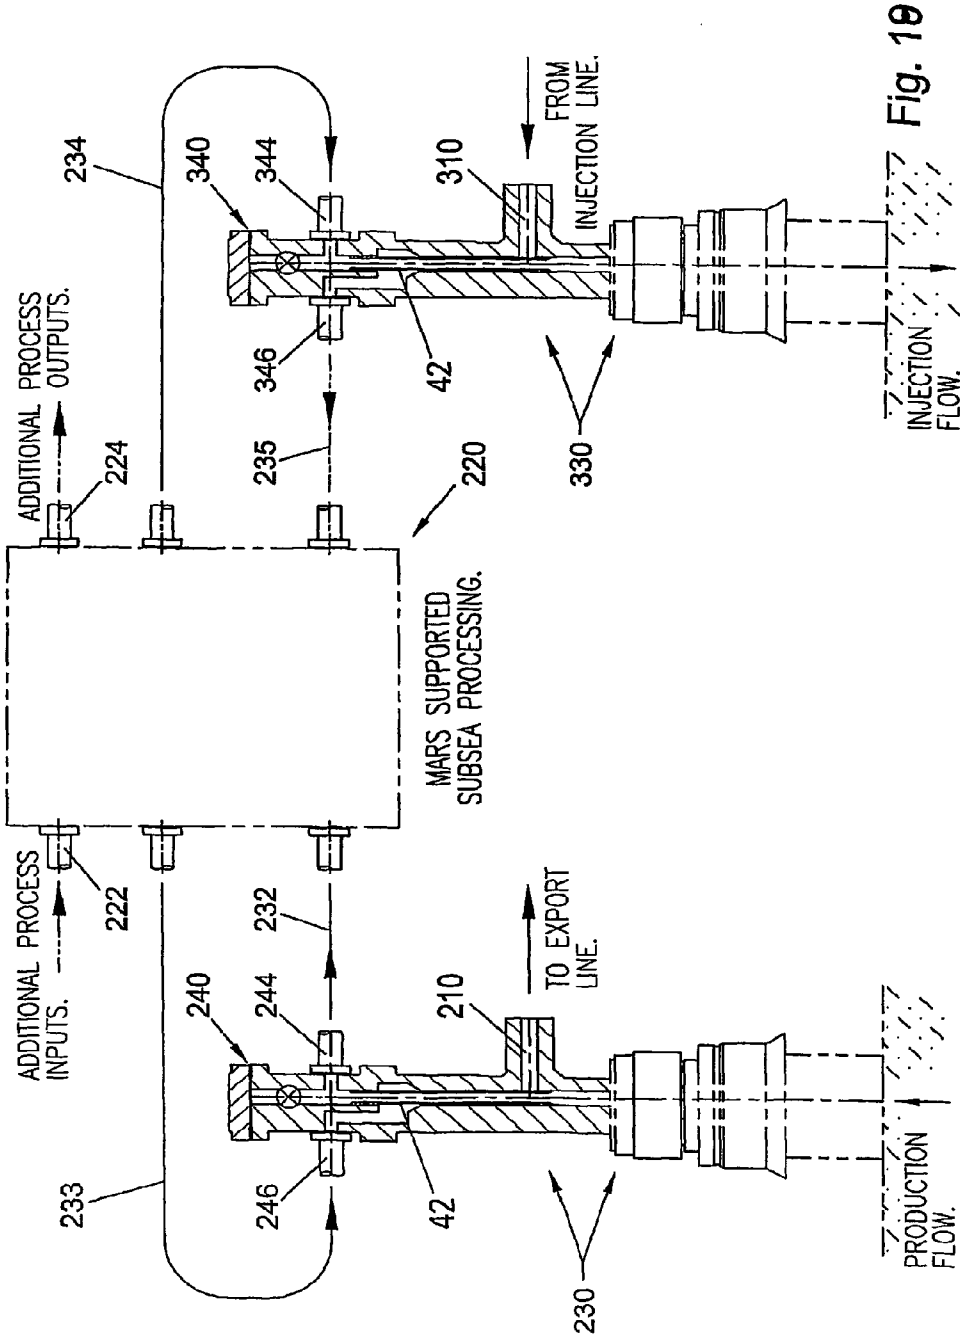 ADDITIONAL PROCESS
INPUTS.
ADDITIONAL PROCESS
OUTPUTS.
222
224
233
234
240
340
246
244
232
346
344
235
42
42
220
MARS SUPPORTED
SUBSEA PROCESSING.
210
310
TO EXPORT
LINE.
FROM
INJECTION LINE.
230
330
PRODUCTION
FLOW.
INJECTION
FLOW.
Fig.